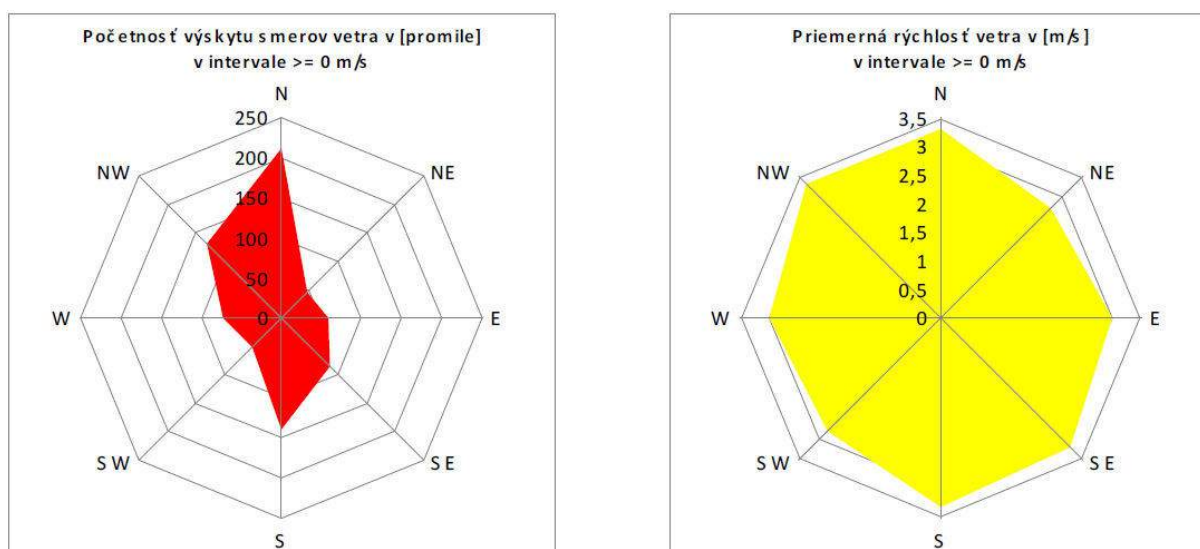 Početnosť výskytu smerov vetra v [promile]
v intervale >= 0 m/s
N
250
NW
200
NE
150
100
50
W
0
E
SW
SE
S
Priemerná rýchlosť vetra v [m/s]
v intervale >= 0 m/s
N
3,5
3
NW
NE
2,5
2
1,5
1
0,5
W
0
E
SW
SE
S